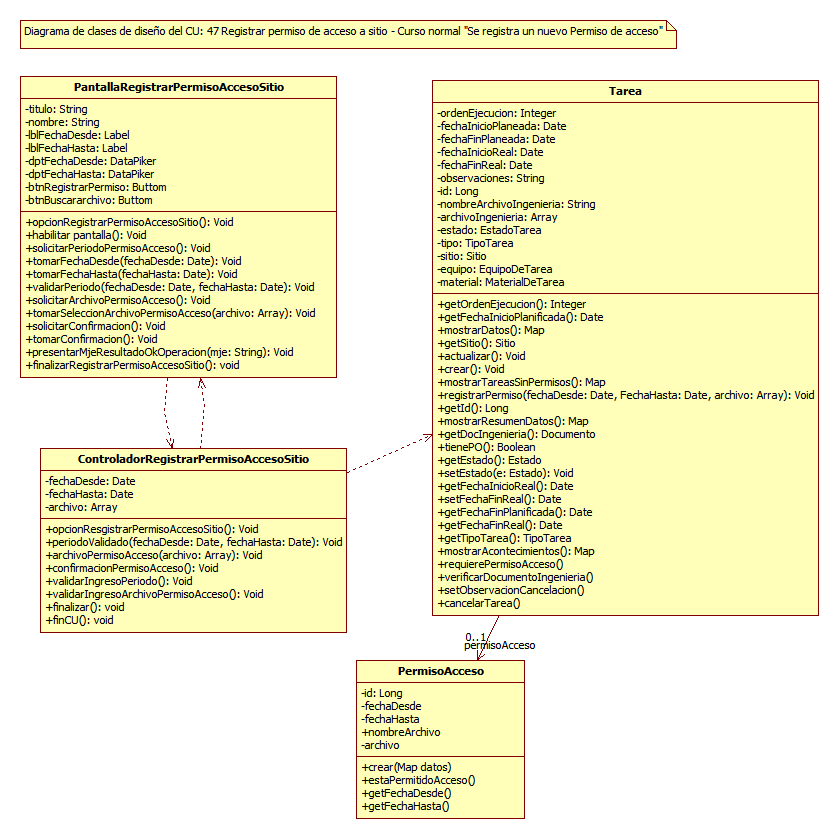 Diagrama de clases de diseño del CU: 47 Registrar permiso de acceso a sitio - Curso normal "Se registra un nuevo Permiso de acceso"
PantallaRegistrarPermisoAccesoSitio
-titulo: String
-nombre: String
-lblFechaDesde: Label
-lblFechaHasta: Label
-dptFechaDesde: DataPiker
-dptFechaHasta: DataPiker
-btnRegistrarPermiso: Buttom
-btnBuscararchivo: Buttom
+opcionRegistrarPermisoAccesoSitio(): Void
+habilitar pantalla(): Void
+solicitarPeriodoPermisoAcceso(): Void
+tomarFechaDesde(fechaDesde: Date): Void
+tomarFechaHasta(fechaHasta: Date): Void
+validarPeriodo(fechaDesde: Date, fechaHasta: Date): Void
+solicitarArchivoPermisoAcceso(): Void
+tomarSeleccionArchivoPermisoAcceso(archivo: Array): Void
+solicitarConfirmacion(): Void
+tomarConfirmacion(): Void
+presentarMjeResultadoOkOperacion(mje: String): Void
+finalizarRegistrarPermisoAccesoSitio(): void
Tarea
-ordenEjecucion: Integer
-fechaInicioPlaneada: Date
-fechaFinPlaneada: Date
-fechaInicioReal: Date
-fechaFinReal: Date
-observaciones: String
-id: Long
-nombreArchivoIngenieria: String
-archivoIngenieria: Array
-estado: EstadoTarea
-tipo: TipoTarea
-sitio: Sitio
-equipo: EquipoDeTarea
-material: MaterialDeTarea
+getOrdenEjecucion(): Integer
+getFechaInicioPlanificada(): Date
+mostrarDatos(): Map
+getSitio(): Sitio
+actualizar(): Void
+crear(): Void
+mostrarTareasSinPermisos(): Map
+registrarPermiso(fechaDesde: Date, FechaHasta: Date, archivo: Array): Void
+getId(): Long
+mostrarResumenDatos(): Map
+getDocIngenieria(): Documento
+tienePO(): Boolean
+getEstado(): Estado
+setEstado(e: Estado): Void
+getFechaInicioReal(): Date
+setFechaFinReal(): Date
+getFechaFinPlanificada(): Date
+getFechaFinReal(): Date
+getTipoTarea(): TipoTarea
+mostrarAcontecimientos(): Map
+requierePermisoAcceso()
+verificarDocumentoIngenieria()
+setObservacionCancelacion()
+cancelarTarea()
ControladorRegistrarPermisoAccesoSitio
-fechaDesde: Date
-fechaHasta: Date
-archivo: Array
+opcionResgistrarPermisoAccesoSitio(): Void
+periodoValidado(fechaDesde: Date, fechaHasta: Date): Void
+archivoPermisoAcceso(archivo: Array): Void
+confirmacionPermisoAcceso(): Void
+validarIngresoPeriodo(): Void
+validarIngresoArchivoPermisoAcceso(): Void
+finalizar(): void
+finCU(): void
0..1
permisoAcceso
PermisoAcceso
-id: Long
-fechaDesde
-fechaHasta
+nombreArchivo
-archivo
+crear(Map datos)
+estaPermitidoAcceso()
+getFechaDesde()
+getFechaHasta()